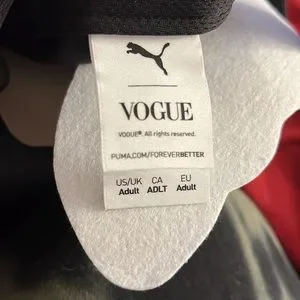 VOGUE
VOGUE®. All rights reserved.
PUMA.COM/FOREVERBETTER
US/UK CA EU
Adult ADLT Adult